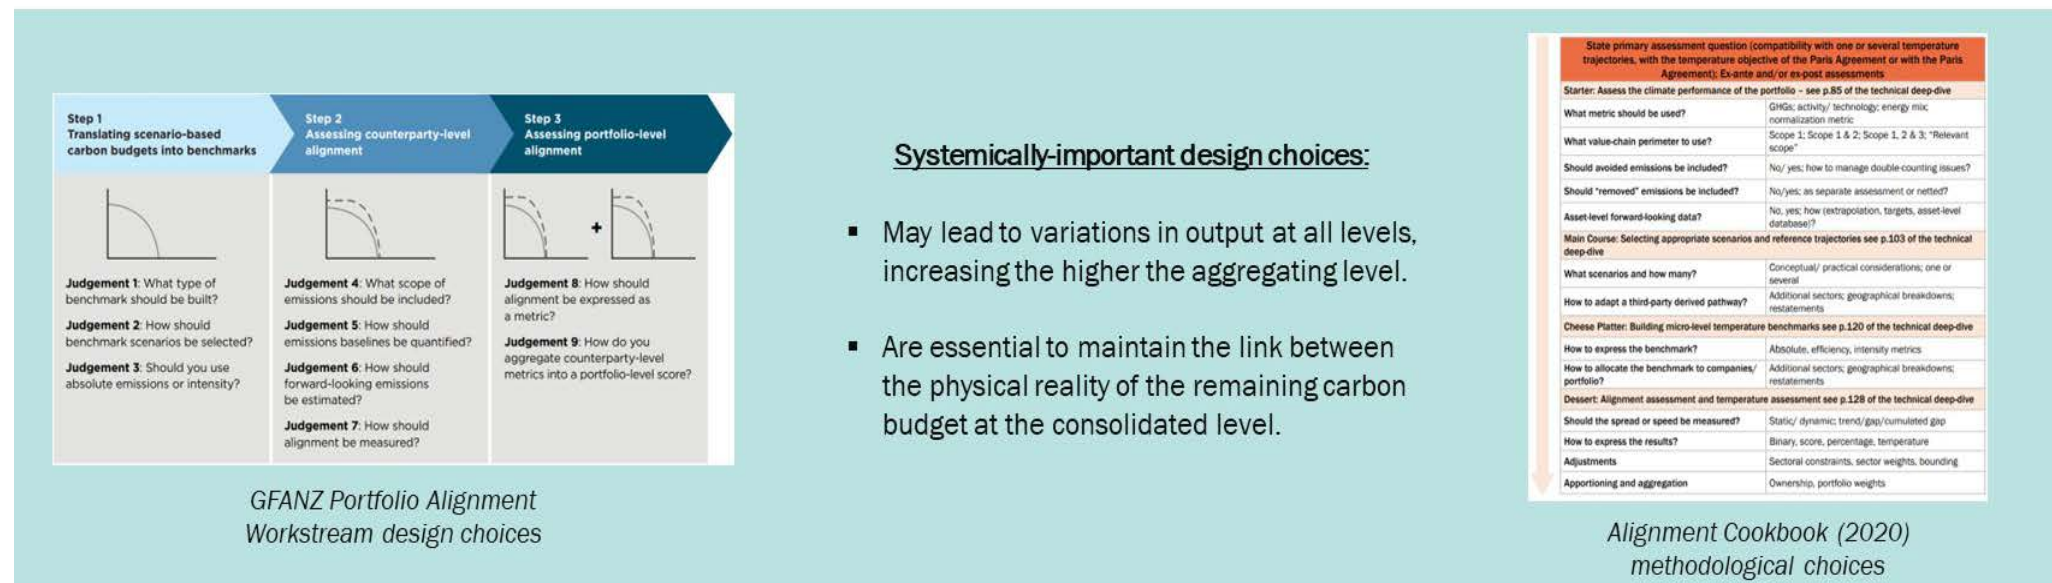 Step 1
Translating scenario-based
carbon budgets into benchmarks
Judgement 1: What type of
benchmark should be built?
Judgement 2: How should
benchmark scenarios be selected?
Judgement 3: Should you use
absolute emissions or intensity?
Step 2
Assessing counterparty-level
alignment
Judgement 4: What scope of
emissions should be included?
Judgement 5: How should
emissions baselines be quantified?
Judgement 6: How should
forward-looking emissions
be estimated?
Judgement 7: How should
alignment be measured?
Step 3
Assessing portfolio-level
alignment
+
Judgement 8: How should
alignment be expressed as
a metric?
Judgement 9: How do you
aggregate counterparty-level
metrics into a portfolio-level score?
GFANZ Portfolio Alignment
Workstream design choices
Systemically-important design choices:
▪ May lead to variations in output at all levels,
increasing the higher the aggregating level.
▪ Are essential to maintain the link between
the physical reality of the remaining carbon
budget at the consolidated level.
State primary assessment question (compatibility with one or several temperature
trajectories, with the temperature objective of the Paris Agreement or with the Paris
Agreement); Ex-ante and/or ex-post assessments
Starter: Assess the climate performance of the portfolio – see p.85 of the technical deep-dive
What metric should be used?
GHGs; activity/ technology; energy mix;
normalization metric
What value-chain perimeter to use?
Scope 1; Scope 1 & 2; Scope 1, 2 & 3; "Relevant
scope"
Should avoided emissions be included?
No/ yes; how to manage double-counting issues?
Should "removed" emissions be included?
No/yes; as separate assessment or netted?
Asset-level forward-looking data?
No, yes; how (extrapolation, targets, asset-level
database)?
Main Course: Selecting appropriate scenarios and reference trajectories see p.103 of the technical
deep-dive
What scenarios and how many?
Conceptual/ practical considerations; one or
several
How to adapt a third-party derived pathway?
Additional sectors; geographical breakdowns;
restatements
Cheese Platter: Building micro-level temperature benchmarks see p.120 of the technical deep-dive
How to express the benchmark?
Absolute, efficiency, intensity metrics
How to allocate the benchmark to companies/
portfolio?
Additional sectors; geographical breakdowns;
restatements
Dessert: Alignment assessment and temperature assessment see p.128 of the technical deep-dive
Should the spread or speed be measured?
Static/ dynamic; trend/gap/cumulated gap
How to express the results?
Binary, score, percentage, temperature
Adjustments
Sectoral constraints, sector weights, bounding
Apportioning and aggregation
Ownership, portfolio weights
Alignment Cookbook (2020)
methodological choices